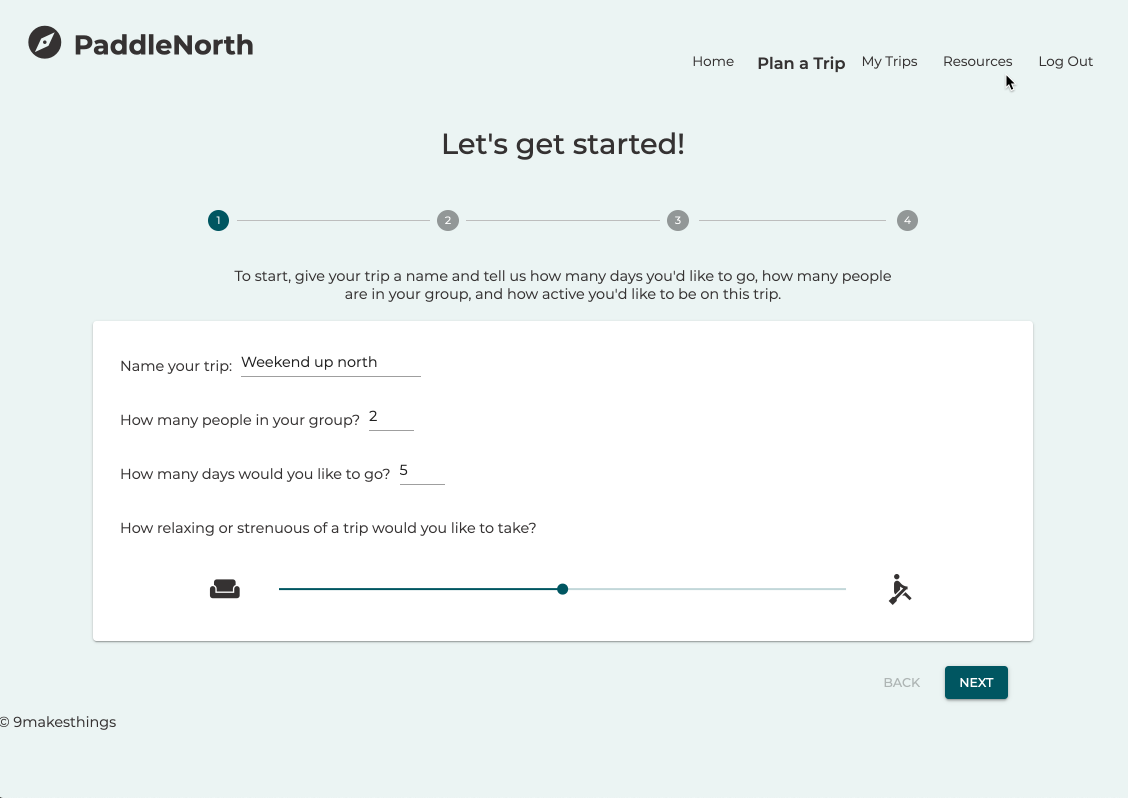 PaddleNorth
Home Plan a Trip My Trips Resources Log Out
Let's get started!
1 2 3 4
To start, give your trip a name and tell us how many days you'd like to go, how many people
are in your group, and how active you'd like to be on this trip.
Name your trip: Weekend up north
How many people in your group? 2
How many days would you like to go? 5
How relaxing or strenuous of a trip would you like to take?
BACK NEXT
© 9makesthings